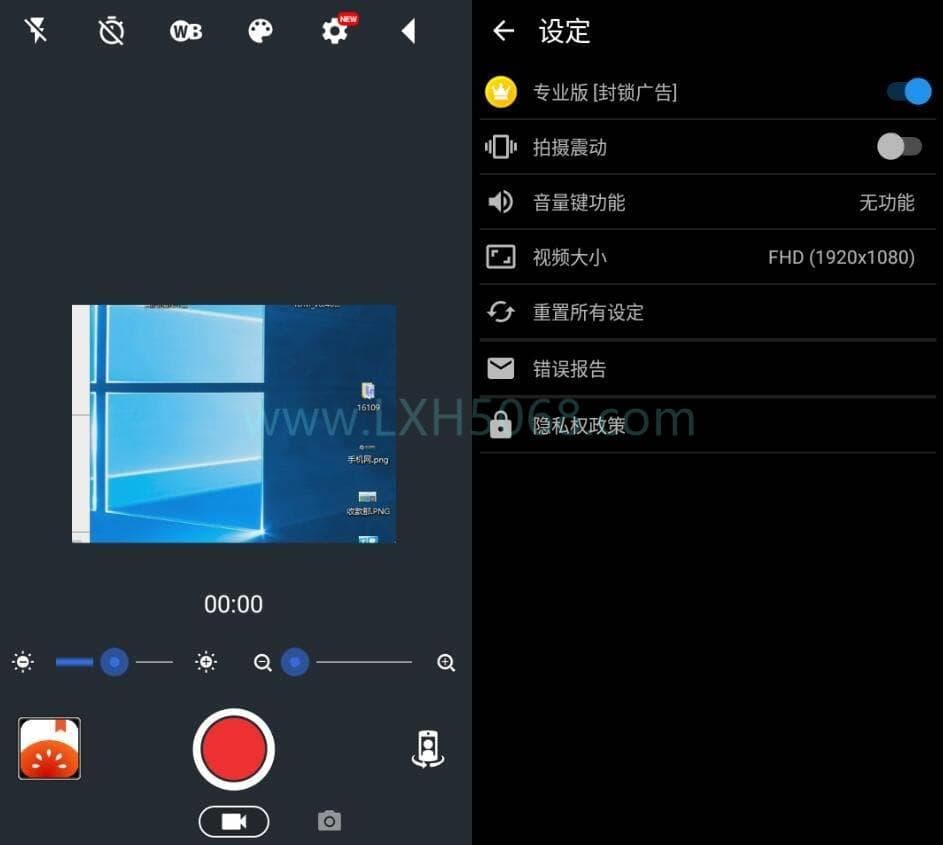 WB
NEW
16109
手机网.png
收款部.PNG
00:00
设定
专业版 [封锁广告]
拍摄震动
音量键功能 无功能
视频大小 FHD (1920x1080)
重置所有设定
错误报告
隐私权政策
www.LXH5068.com